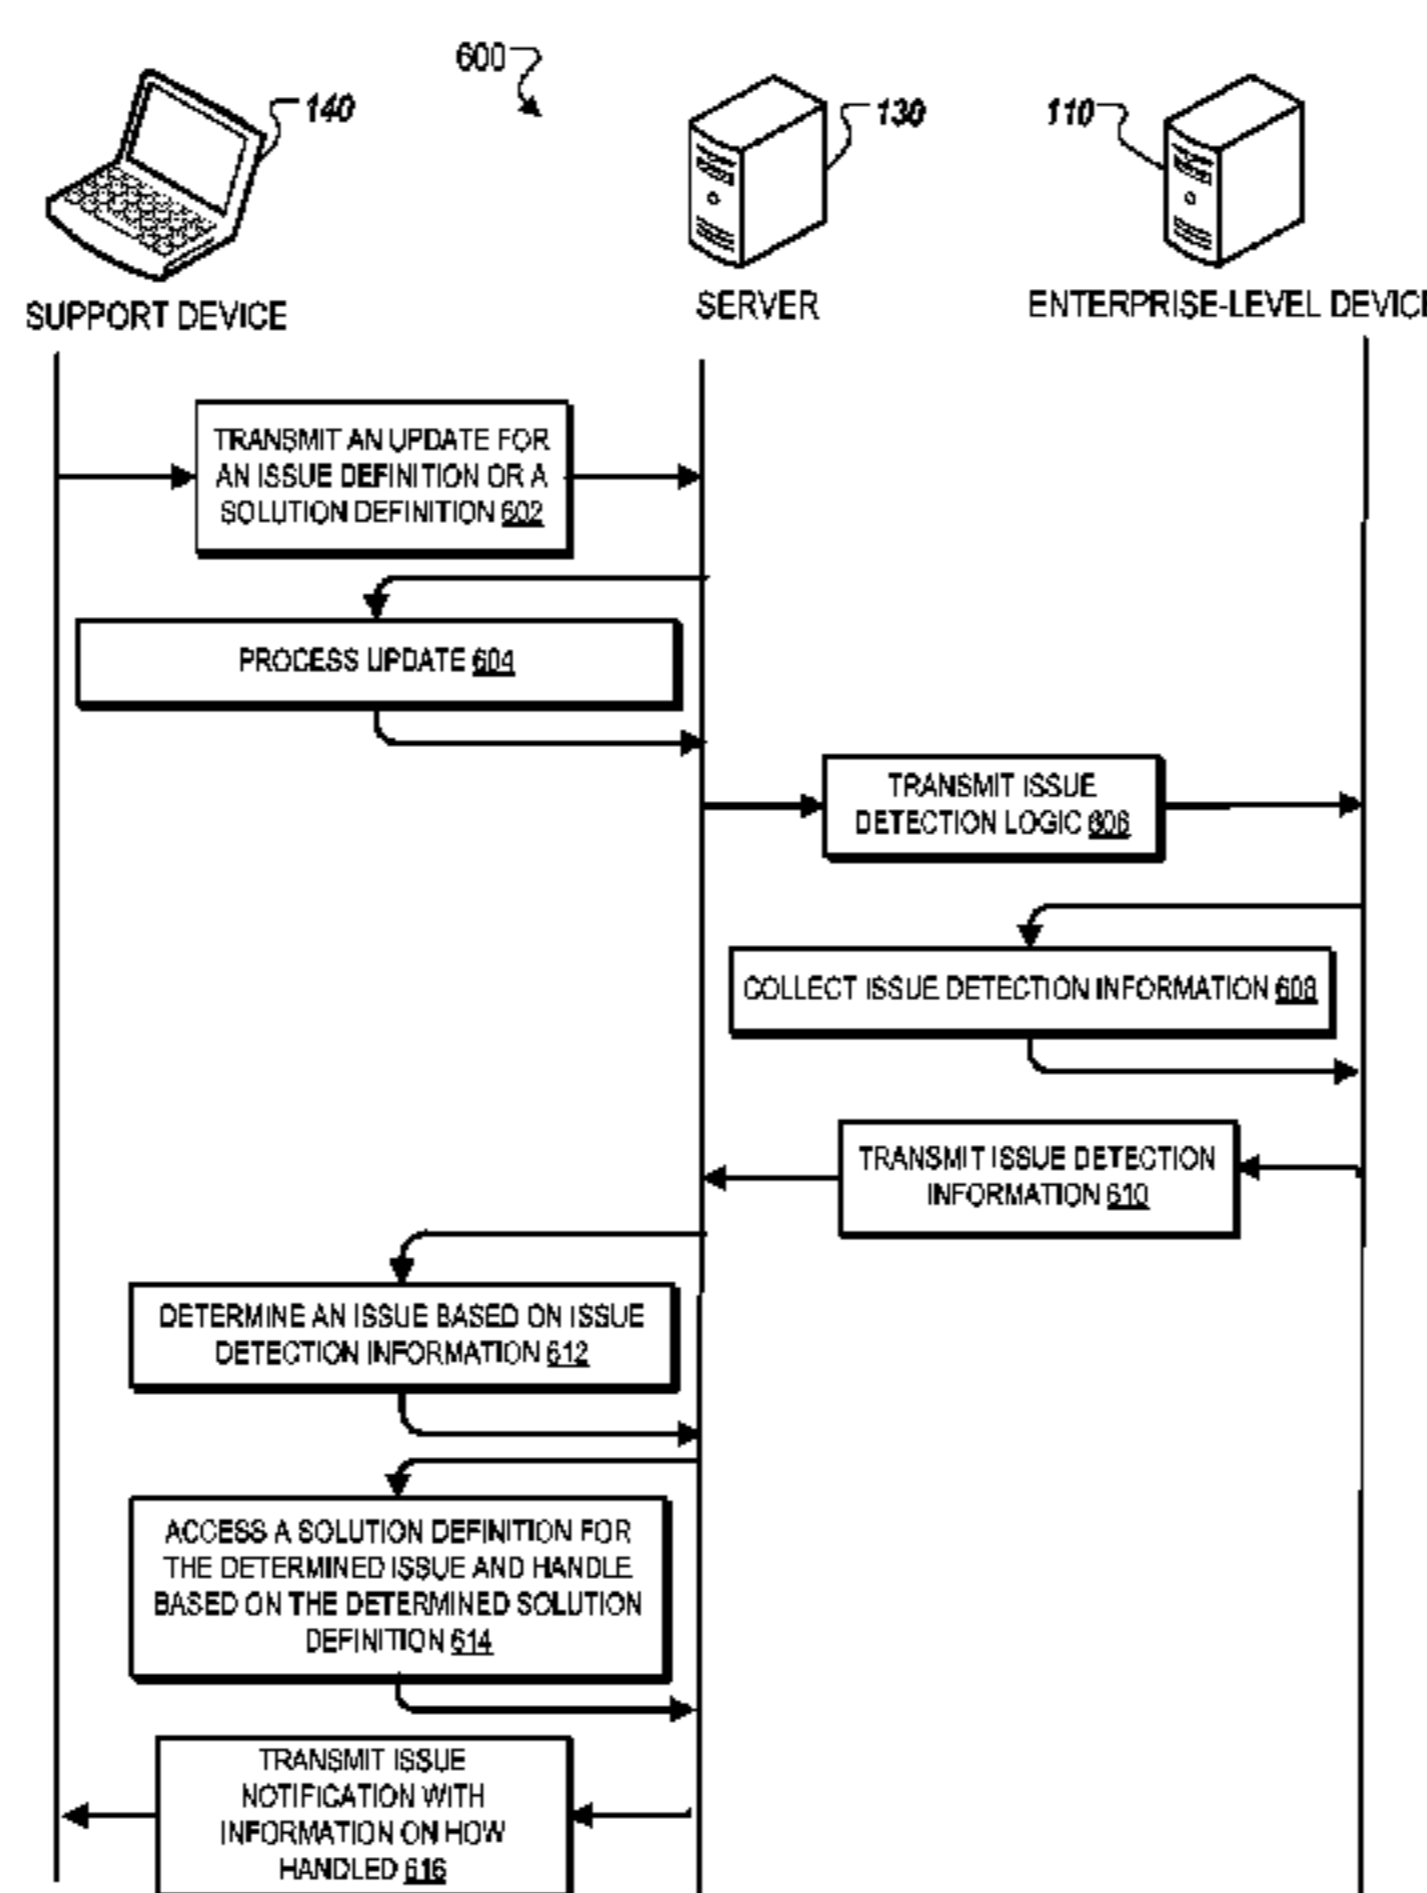 600
140
130
110
SUPPORT DEVICE
SERVER
ENTERPRISE-LEVEL DEVIC
TRANSMIT AN UPDATE FOR
AN ISSUE DEFINITION OR A
SOLUTION DEFINITION 602
PROCESS UPDATE 604
TRANSMIT ISSUE
DETECTION LOGIC 606
COLLECT ISSUE DETECTION INFORMATION 608
TRANSMIT ISSUE DETECTION
INFORMATION 610
DETERMINE AN ISSUE BASED ON ISSUE
DETECTION INFORMATION 612
ACCESS A SOLUTION DEFINITION FOR
THE DETERMINED ISSUE AND HANDLE
BASED ON THE DETERMINED SOLUTION
DEFINITION 614
TRANSMIT ISSUE
NOTIFICATION WITH
INFORMATION ON HOW
HANDLED 616